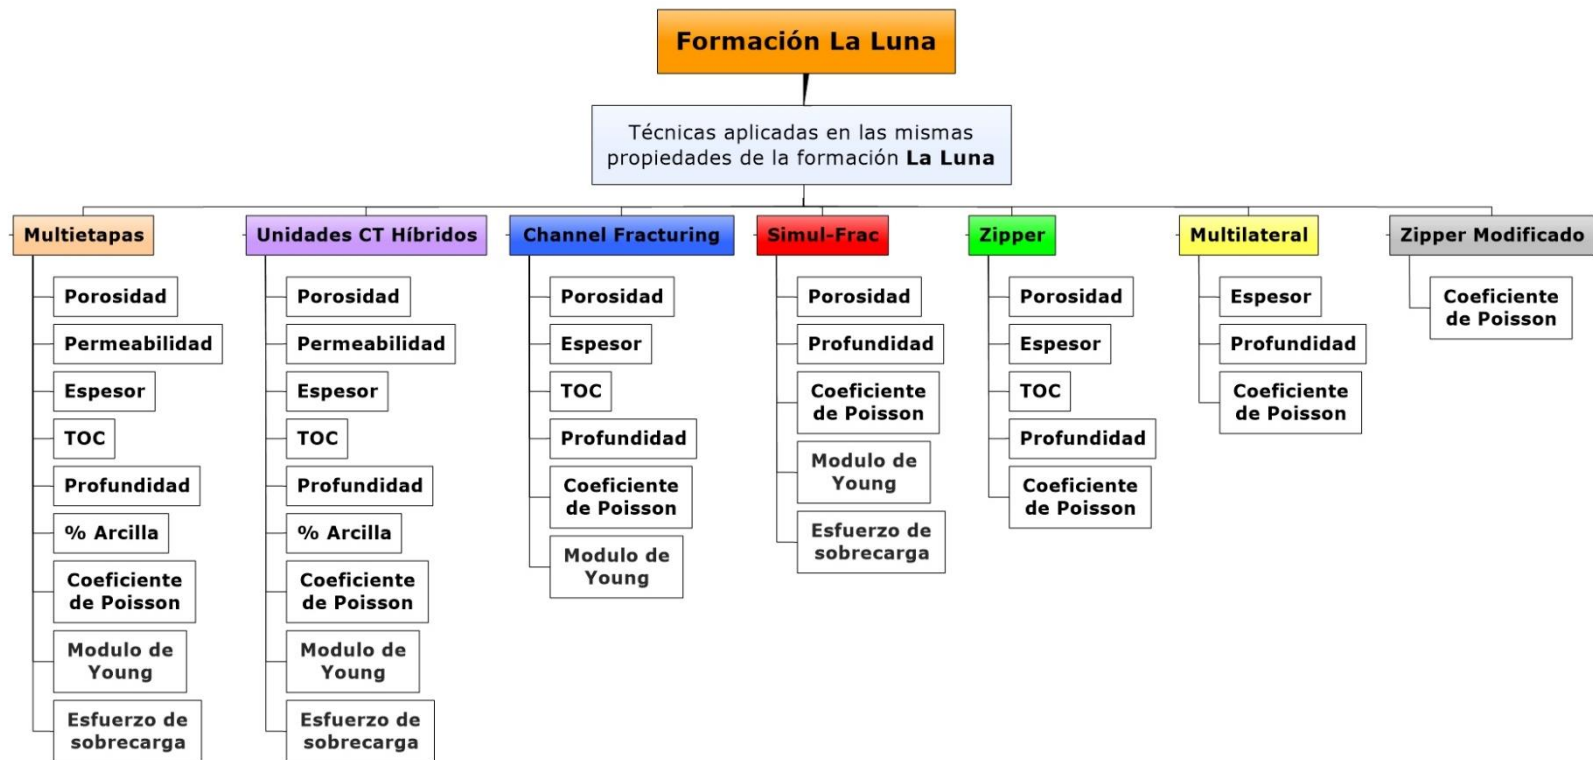 Formación La Luna
Técnicas aplicadas en las mismas
propiedades de la formación La Luna
Multietapas
Porosidad
Permeabilidad
Espesor
TOC
Profundidad
% Arcilla
Coeficiente
de Poisson
Modulo de
Young
Esfuerzo de
sobrecarga
Unidades CT Híbridos
Porosidad
Permeabilidad
Espesor
TOC
Profundidad
% Arcilla
Coeficiente
de Poisson
Modulo de
Young
Esfuerzo de
sobrecarga
Channel Fracturing
Porosidad
Espesor
TOC
Profundidad
Coeficiente
de Poisson
Modulo de
Young
Simul-Frac
Porosidad
Profundidad
Coeficiente
de Poisson
Modulo de
Young
Esfuerzo de
sobrecarga
Zipper
Porosidad
Espesor
TOC
Profundidad
Coeficiente
de Poisson
Multilateral
Espesor
Profundidad
Coeficiente
de Poisson
Zipper Modificado
Coeficiente
de Poisson